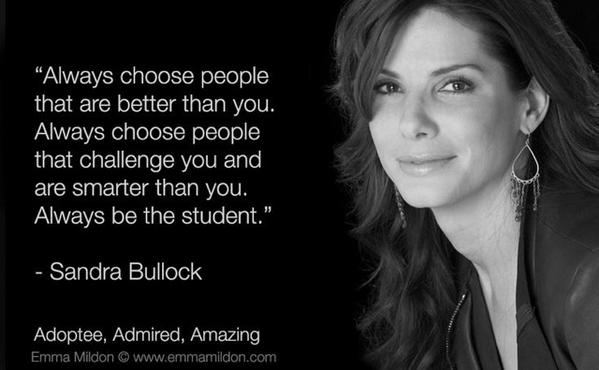 “Always choose people
that are better than you.
Always choose people
that challenge you and
are smarter than you.
Always be the student.”
- Sandra Bullock
Adoptee, Admired, Amazing
Emma Mildon © www.emmamildon.com